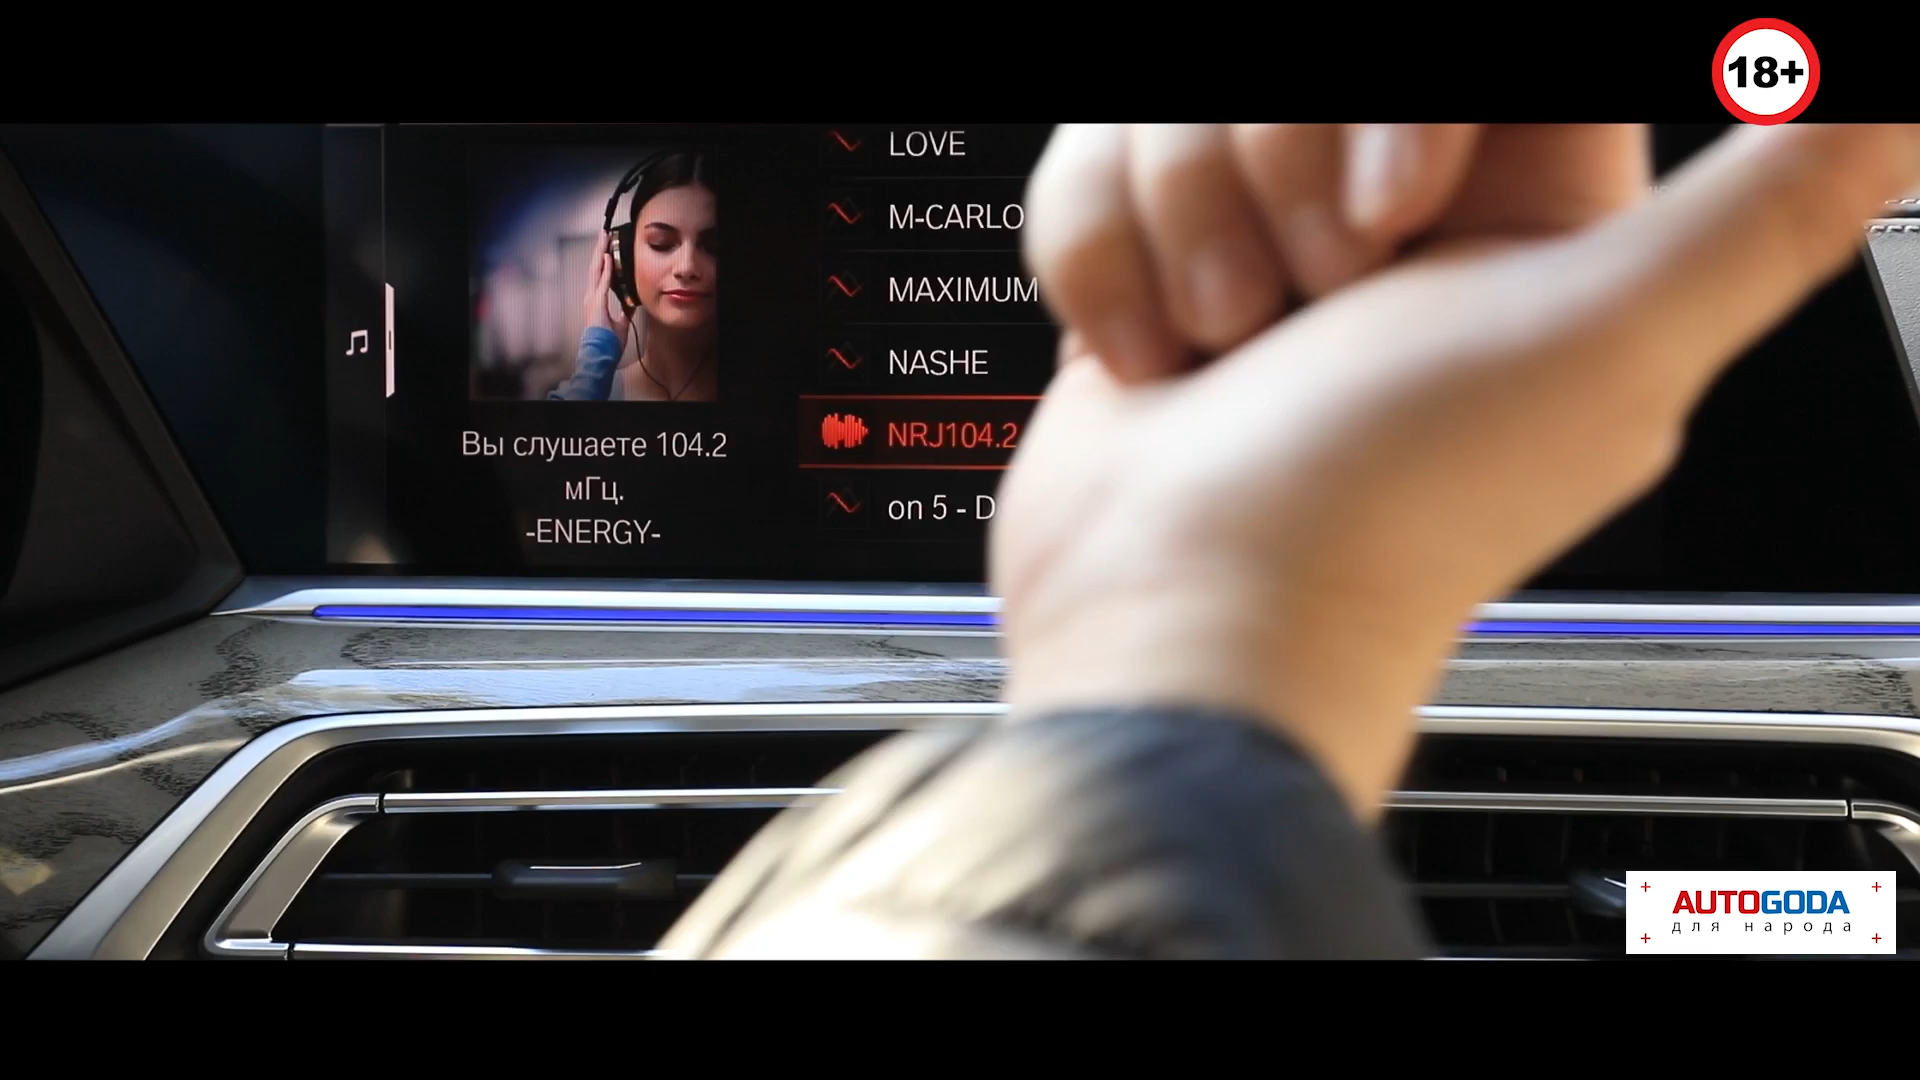 18+
LOVE
M-CARLO
MAXIMUM
NASHE
NRJ104.2
on 5 - D
Вы слушаете 104.2
мГц.
-ENERGY-
AUTOGODA
для народа